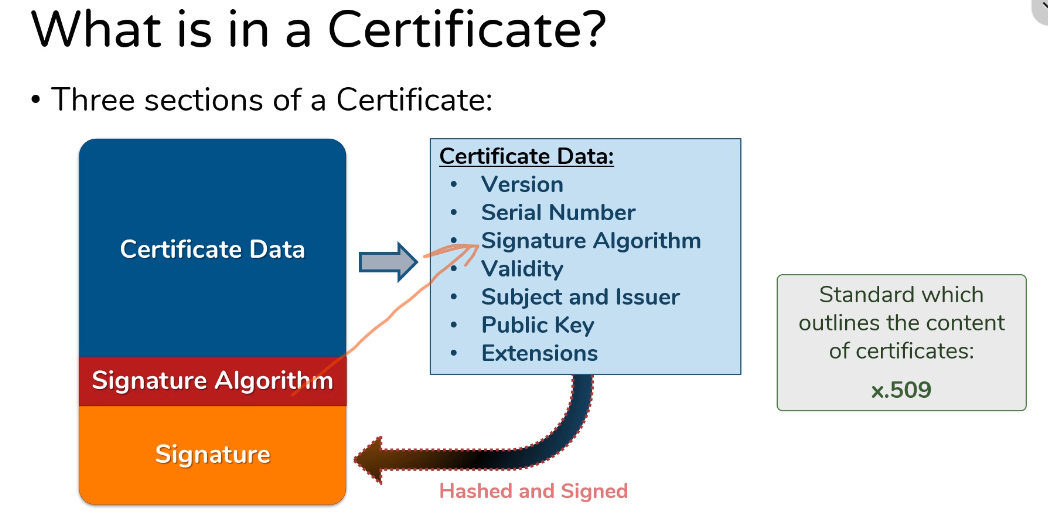 What is in a Certificate?
• Three sections of a Certificate:
Certificate Data
Signature Algorithm
Signature
Certificate Data:
• Version
• Serial Number
• Signature Algorithm
• Validity
• Subject and Issuer
• Public Key
• Extensions
Hashed and Signed
Standard which
outlines the content
of certificates:
x.509